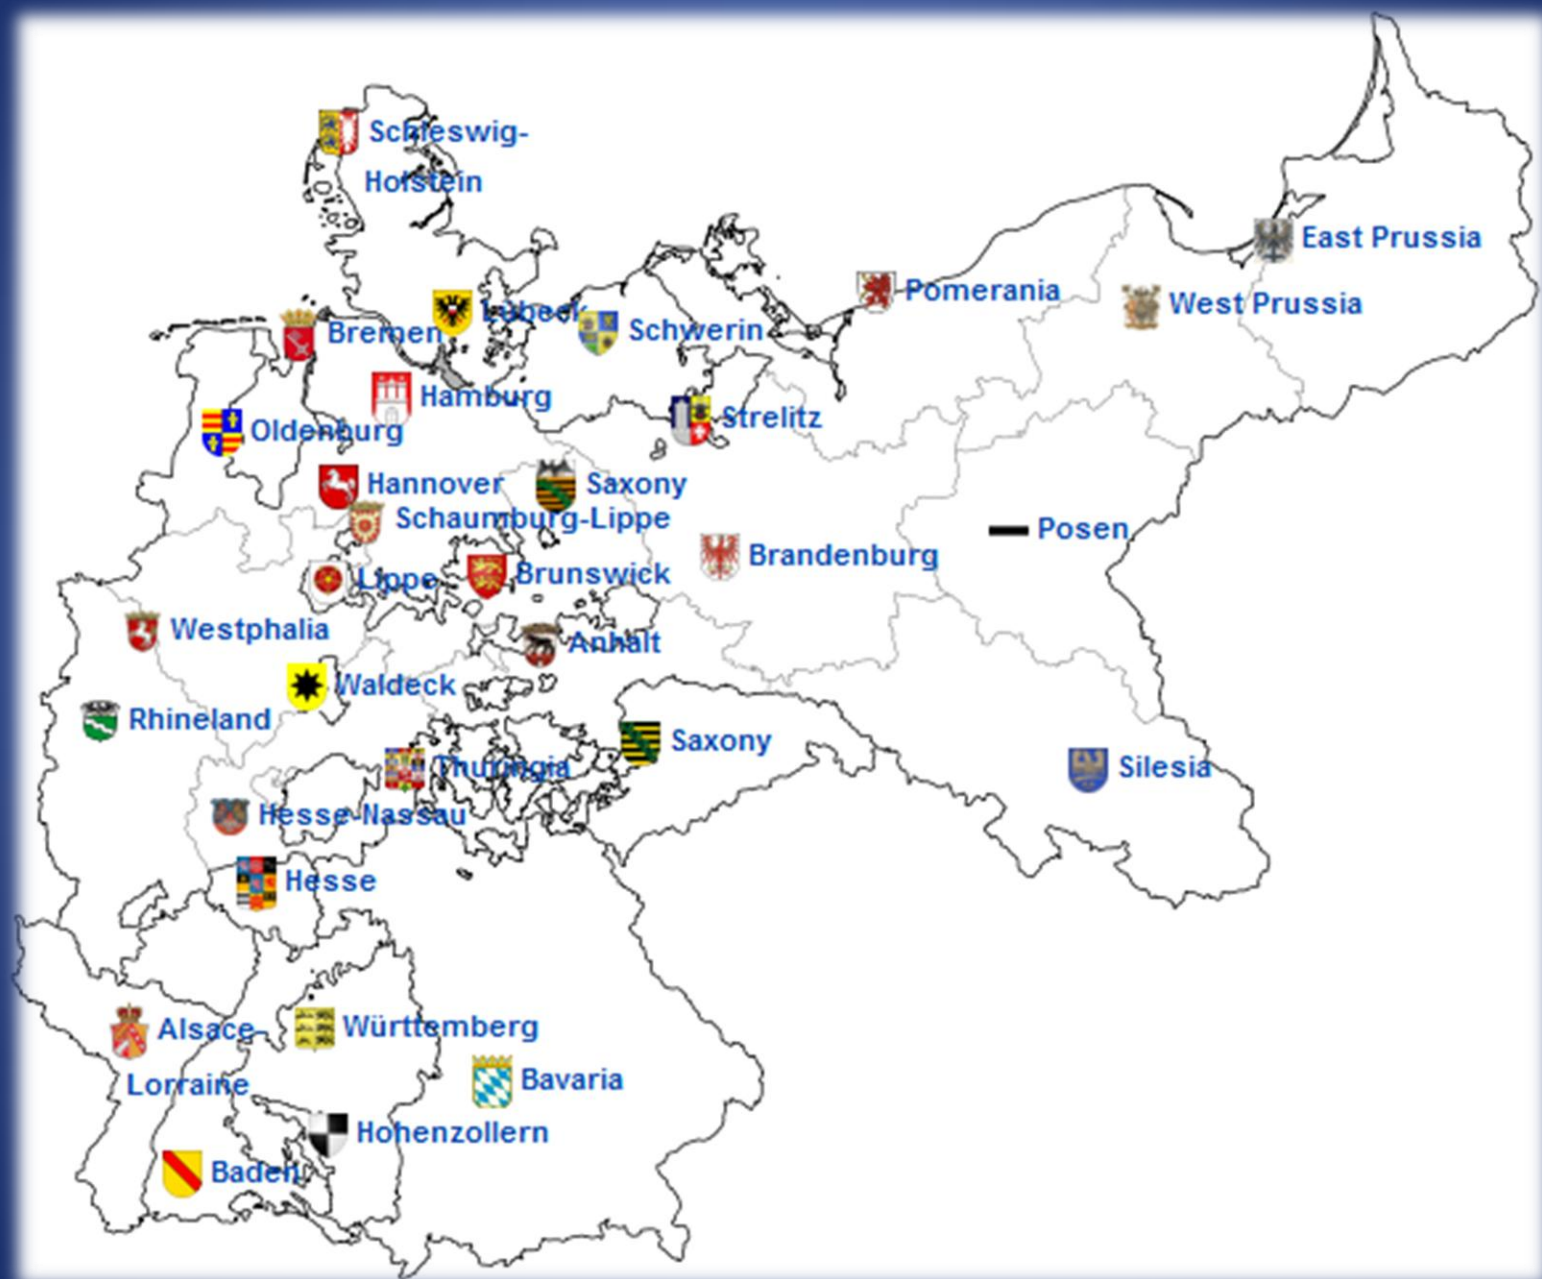 Schleswig-
Holstein
East Prussia
Pomerania
West Prussia
Lübeck
Schwerin
Bremen
Hamburg
Strelitz
Oldenburg
Hannover
Saxony
Schaumburg-Lippe
Posen
Brandenburg
Lippe
Brunswick
Westphalia
Anhalt
Waldeck
Rhineland
Saxony
Thuringia
Silesia
Hesse-Nassau
Hesse
Alsace-
Lorraine
Württemberg
Bavaria
Hohenzollern
Baden